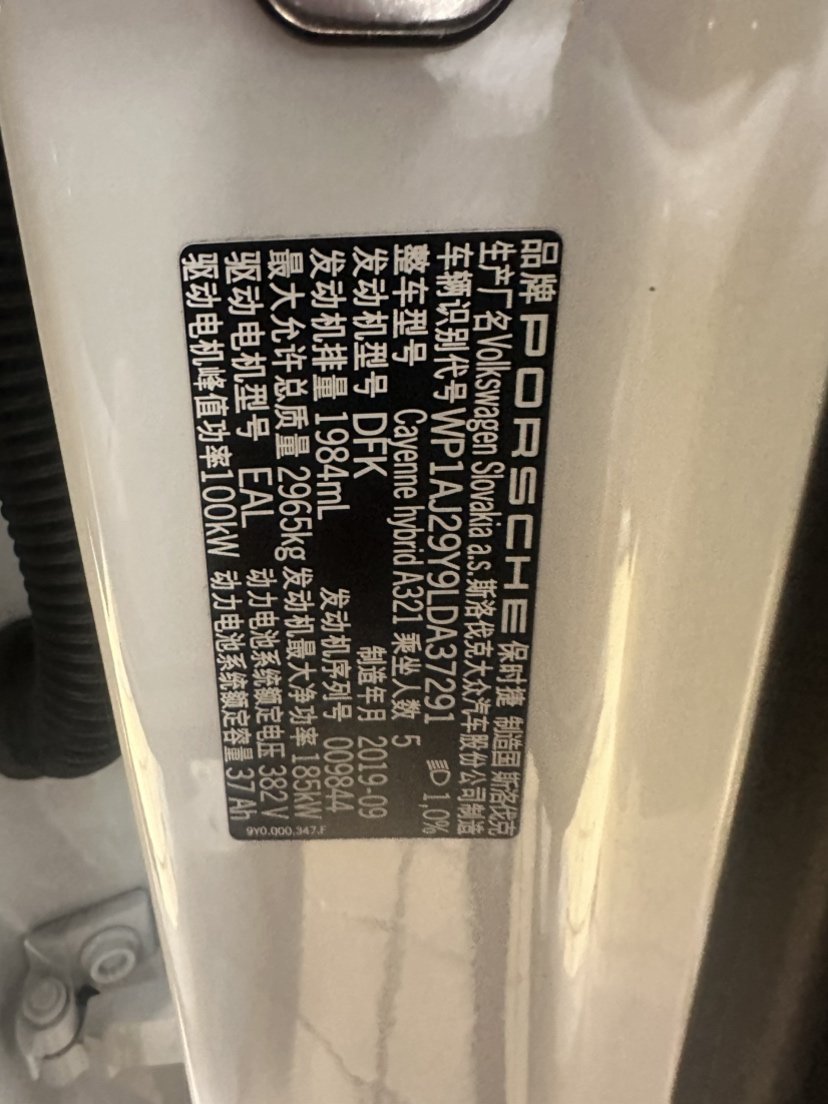 品牌 PORSCHE 保时捷 制造国 斯洛伐克
生产厂名 Volkswagen Slovakia a.s.斯洛伐克大众汽车股份公司制造
车辆识别代号 WP1AJ29Y9LDA37291 1,0%
整车型号 Cayenne hybrid A321 乘坐人数 5
发动机型号 DFK 制造年月 2019-09
发动机排量 1984mL 发动机序列号 009844
最大允许总质量 2965kg 发动机最大净功率 185kW
驱动电机型号 EAL 动力电池系统额定电压 382V
驱动电机峰值功率 100kW 动力电池系统额定容量 37Ah
9Y0.000.347.F